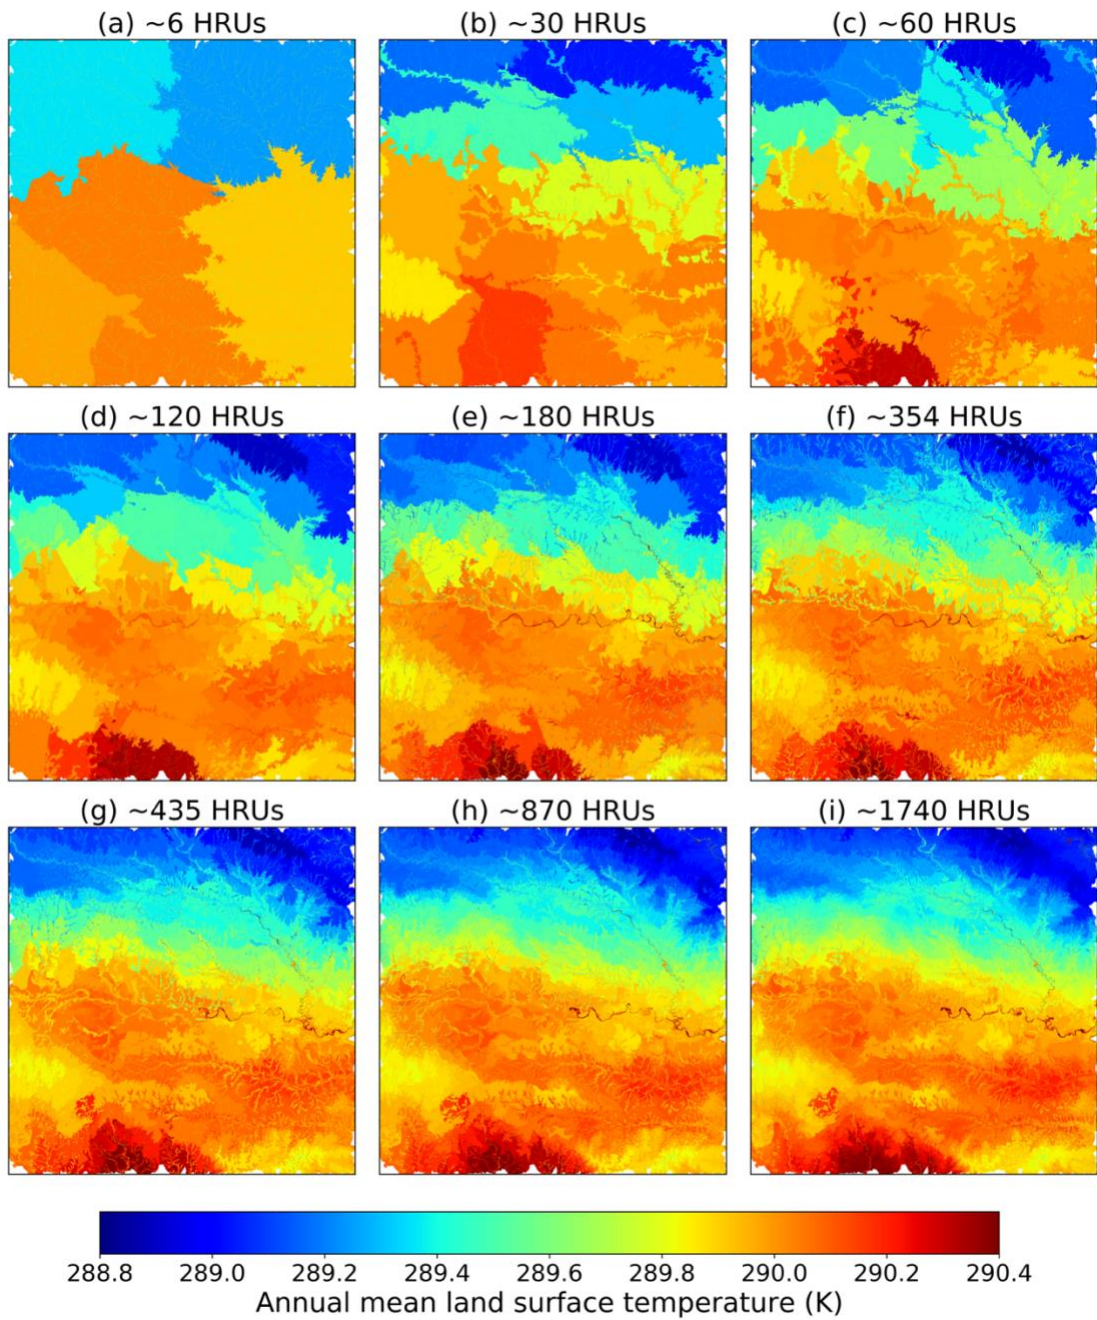 (a) ~6 HRUs
(b) ~30 HRUs
(c) ~60 HRUs
(d) ~120 HRUs
(e) ~180 HRUs
(f) ~354 HRUs
(g) ~435 HRUs
(h) ~870 HRUs
(i) ~1740 HRUs
288.8 289.0 289.2 289.4 289.6 289.8 290.0 290.2 290.4
Annual mean land surface temperature (K)